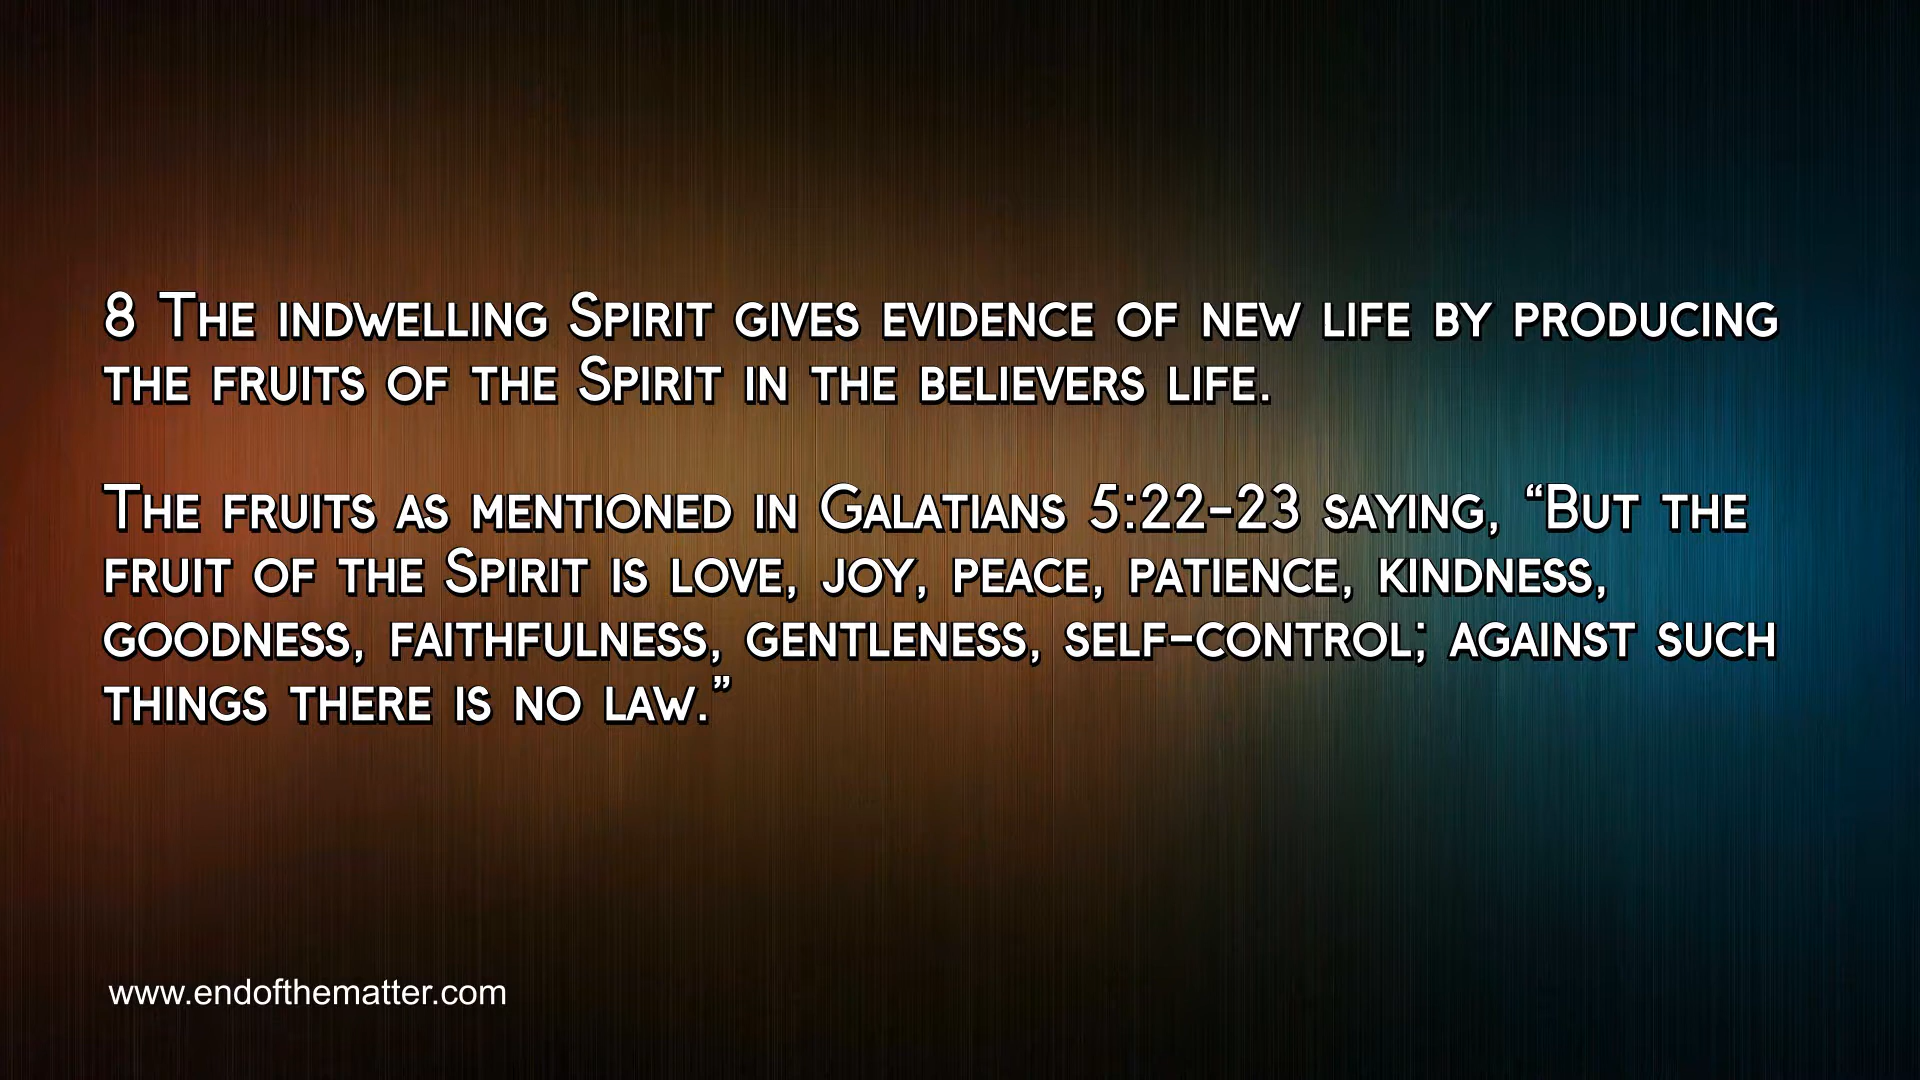 8 The indwelling Spirit gives evidence of new life by producing
the fruits of the Spirit in the believers life.
The fruits as mentioned in Galatians 5:22-23 saying, “But the
fruit of the Spirit is love, joy, peace, patience, kindness,
goodness, faithfulness, gentleness, self-control; against such
things there is no law.”
www.endofthematter.com